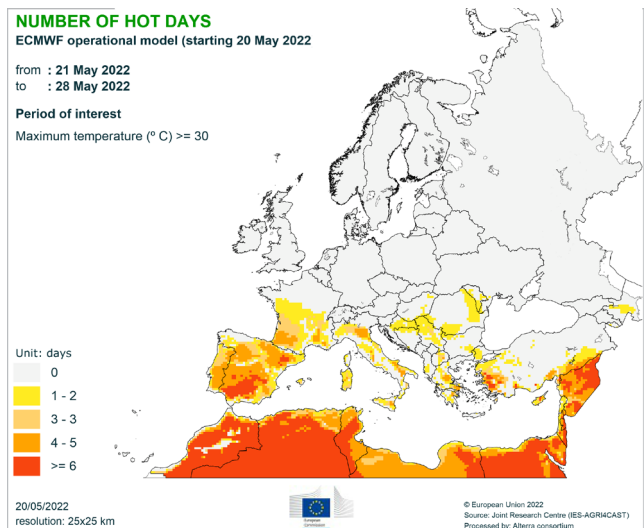 NUMBER OF HOT DAYS
ECMWF operational model (starting 20 May 2022
from : 21 May 2022
to : 28 May 2022
Period of interest
Maximum temperature (º C) >= 30
Unit: days
0
1 - 2
3 - 3
4 - 5
>= 6
20/05/2022
resolution: 25x25 km
European
Commission
© European Union 2022
Source: Joint Research Centre (IES-AGRI4CAST)
Processed by: Alterra consortium